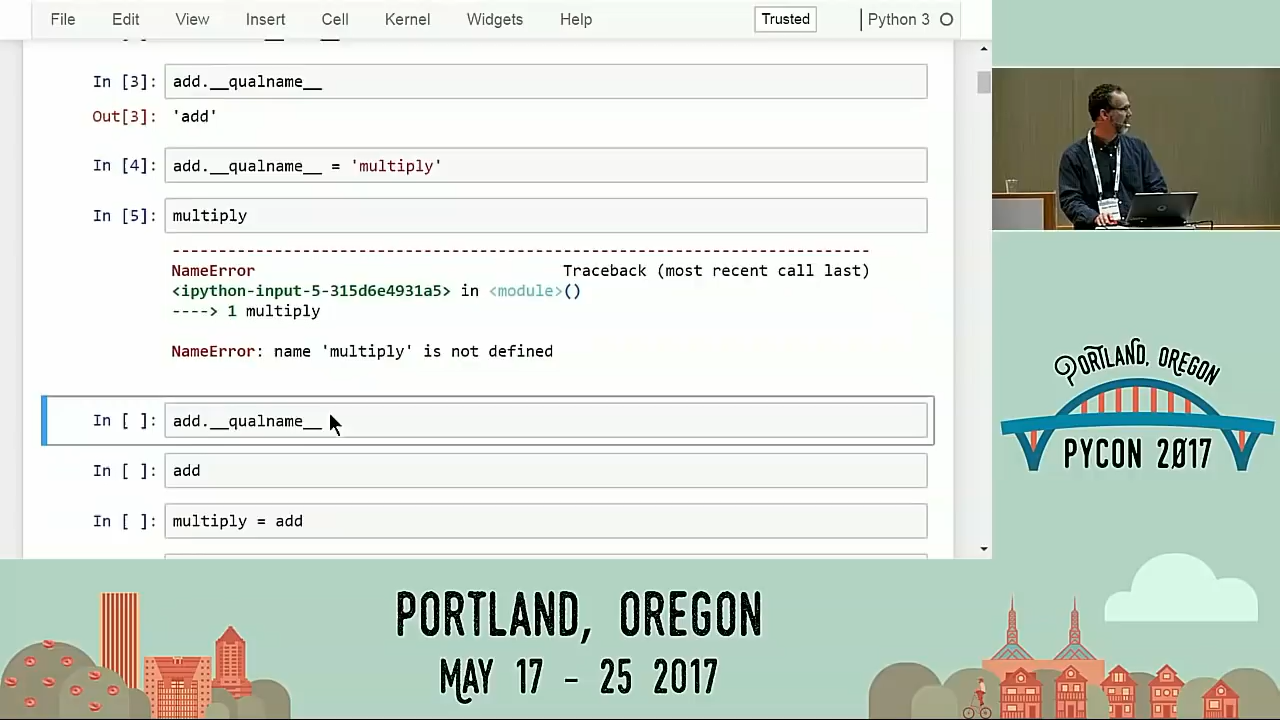 File Edit View Insert Cell Kernel Widgets Help Trusted Python 3
In [3]: add.__qualname__
Out[3]: 'add'
In [4]: add.__qualname__ = 'multiply'
In [5]: multiply
---------------------------------------------------------------------------
NameError Traceback (most recent call last)
<ipython-input-5-315d6e4931a5> in <module>()
----> 1 multiply
NameError: name 'multiply' is not defined
In [ ]: add.__qualname__
In [ ]: add
In [ ]: multiply = add
PORTLAND, OREGON
PYCON 2017
PORTLAND, OREGON
MAY 17 - 25 2017